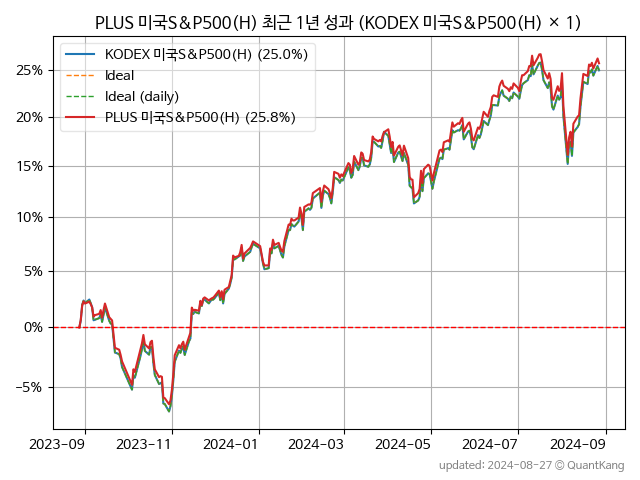 PLUS 미국S&P500(H) 최근 1년 성과 (KODEX 미국S&P500(H) × 1)
KODEX 미국S&P500(H) (25.0%)
Ideal
Ideal (daily)
PLUS 미국S&P500(H) (25.8%)
25%
20%
15%
10%
5%
0%
−5%
2023-09 2023-11 2024-01 2024-03 2024-05 2024-07 2024-09
updated: 2024-08-27 © QuantKang